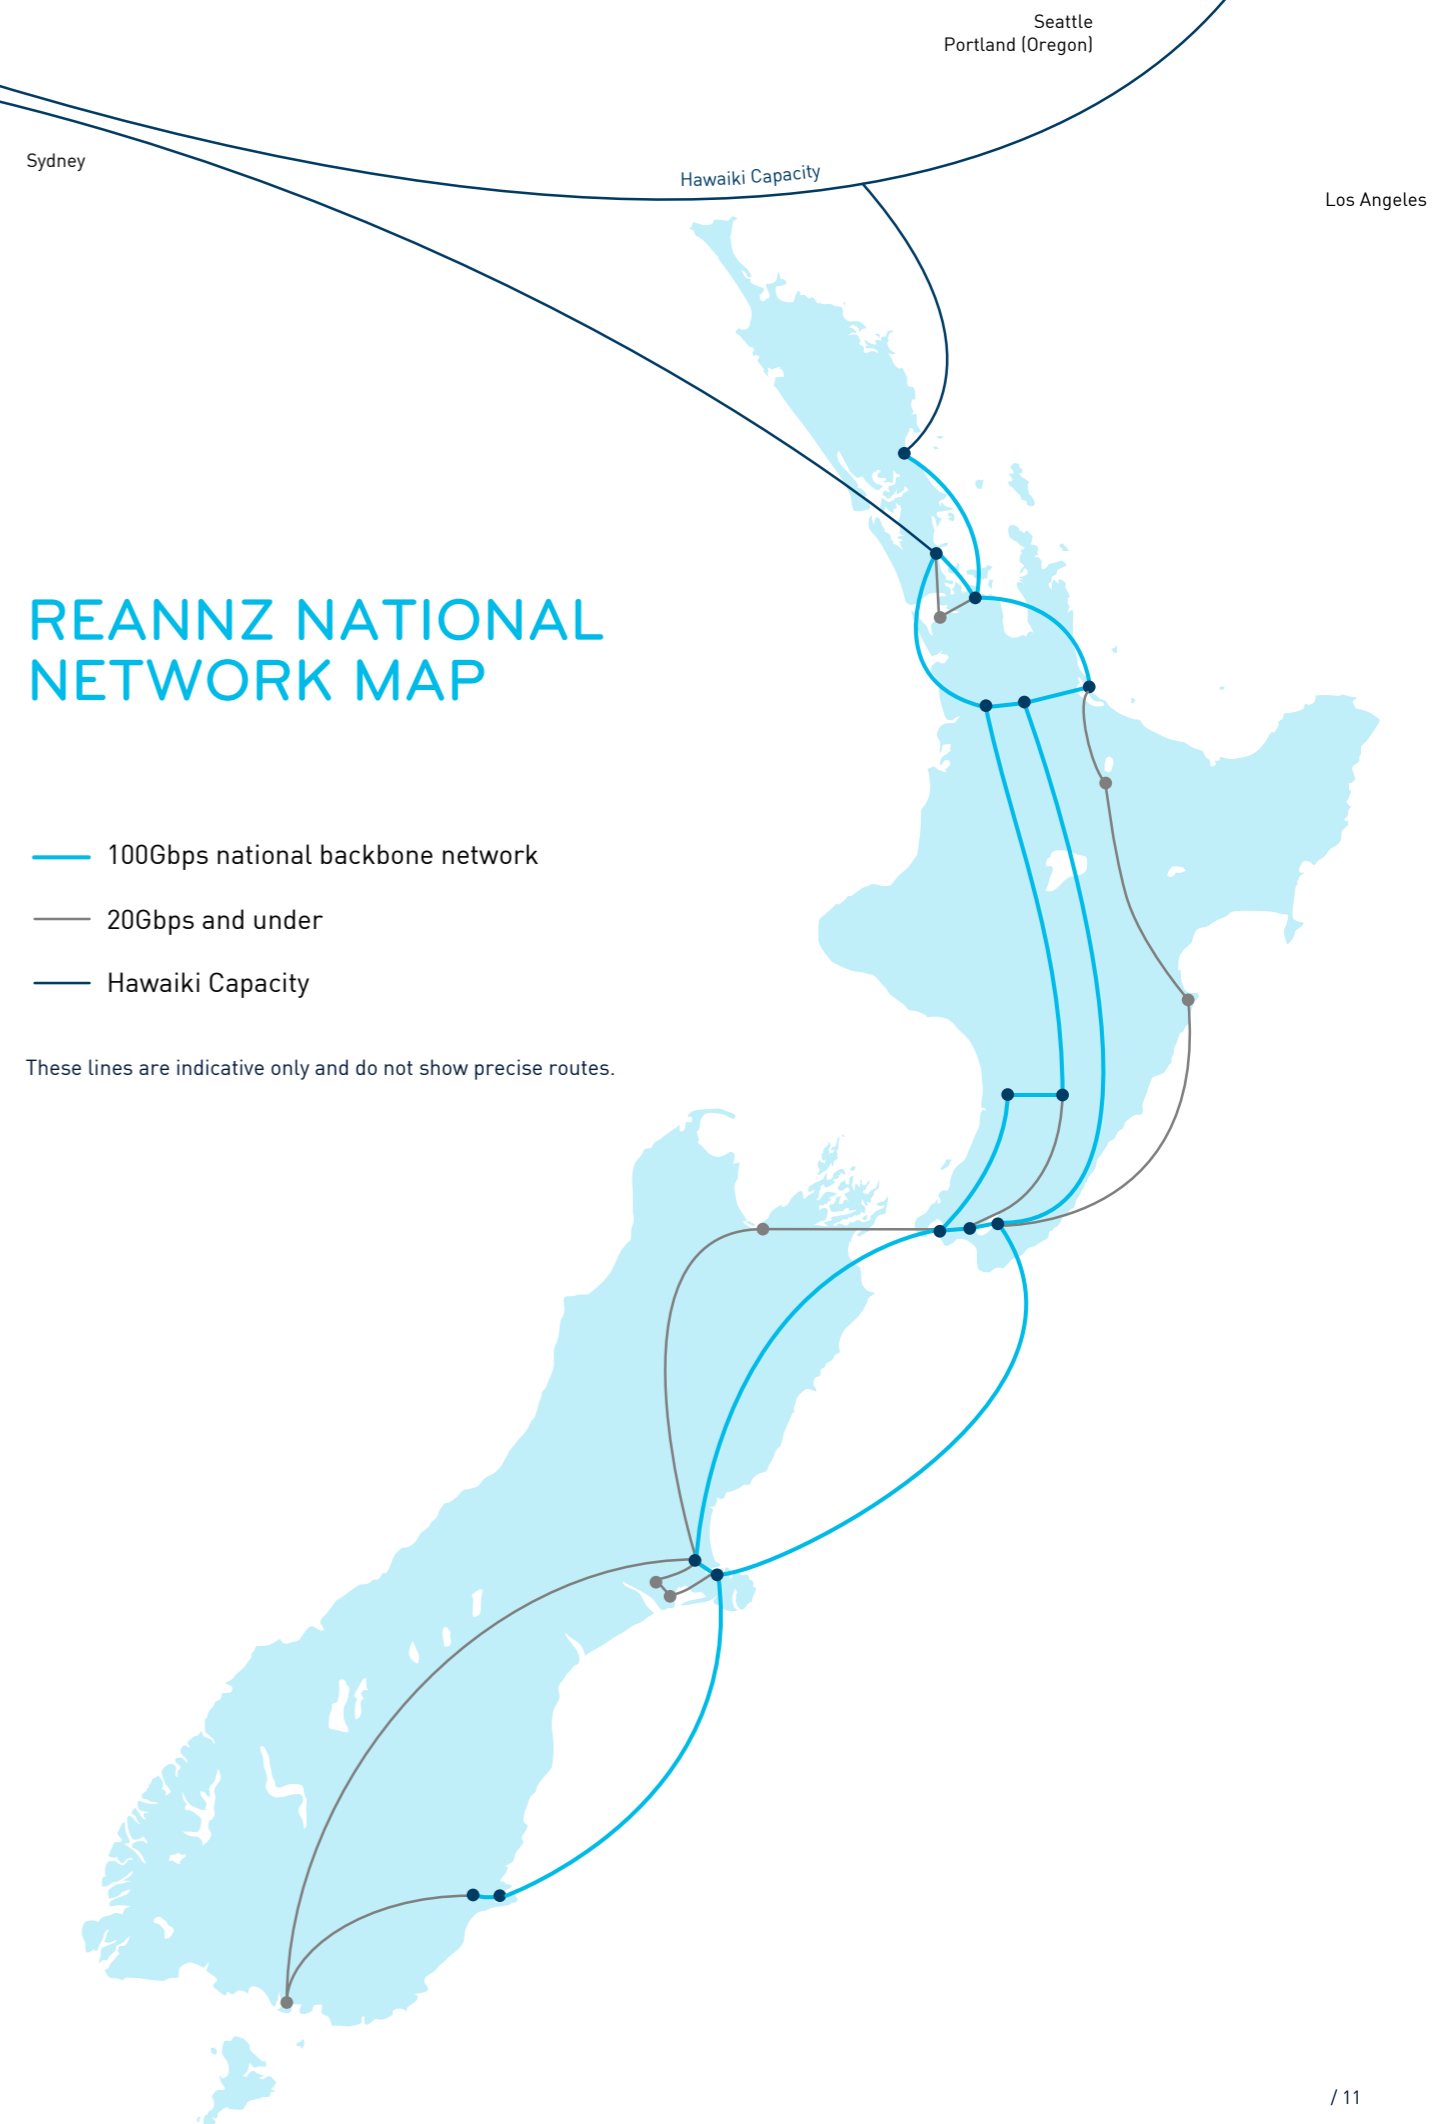 Seattle
Portland (Oregon)
Sydney
Hawaiki Capacity
Los Angeles
REANNZ NATIONAL
NETWORK MAP
100Gbps national backbone network
20Gbps and under
Hawaiki Capacity
These lines are indicative only and do not show precise routes.
/ 11